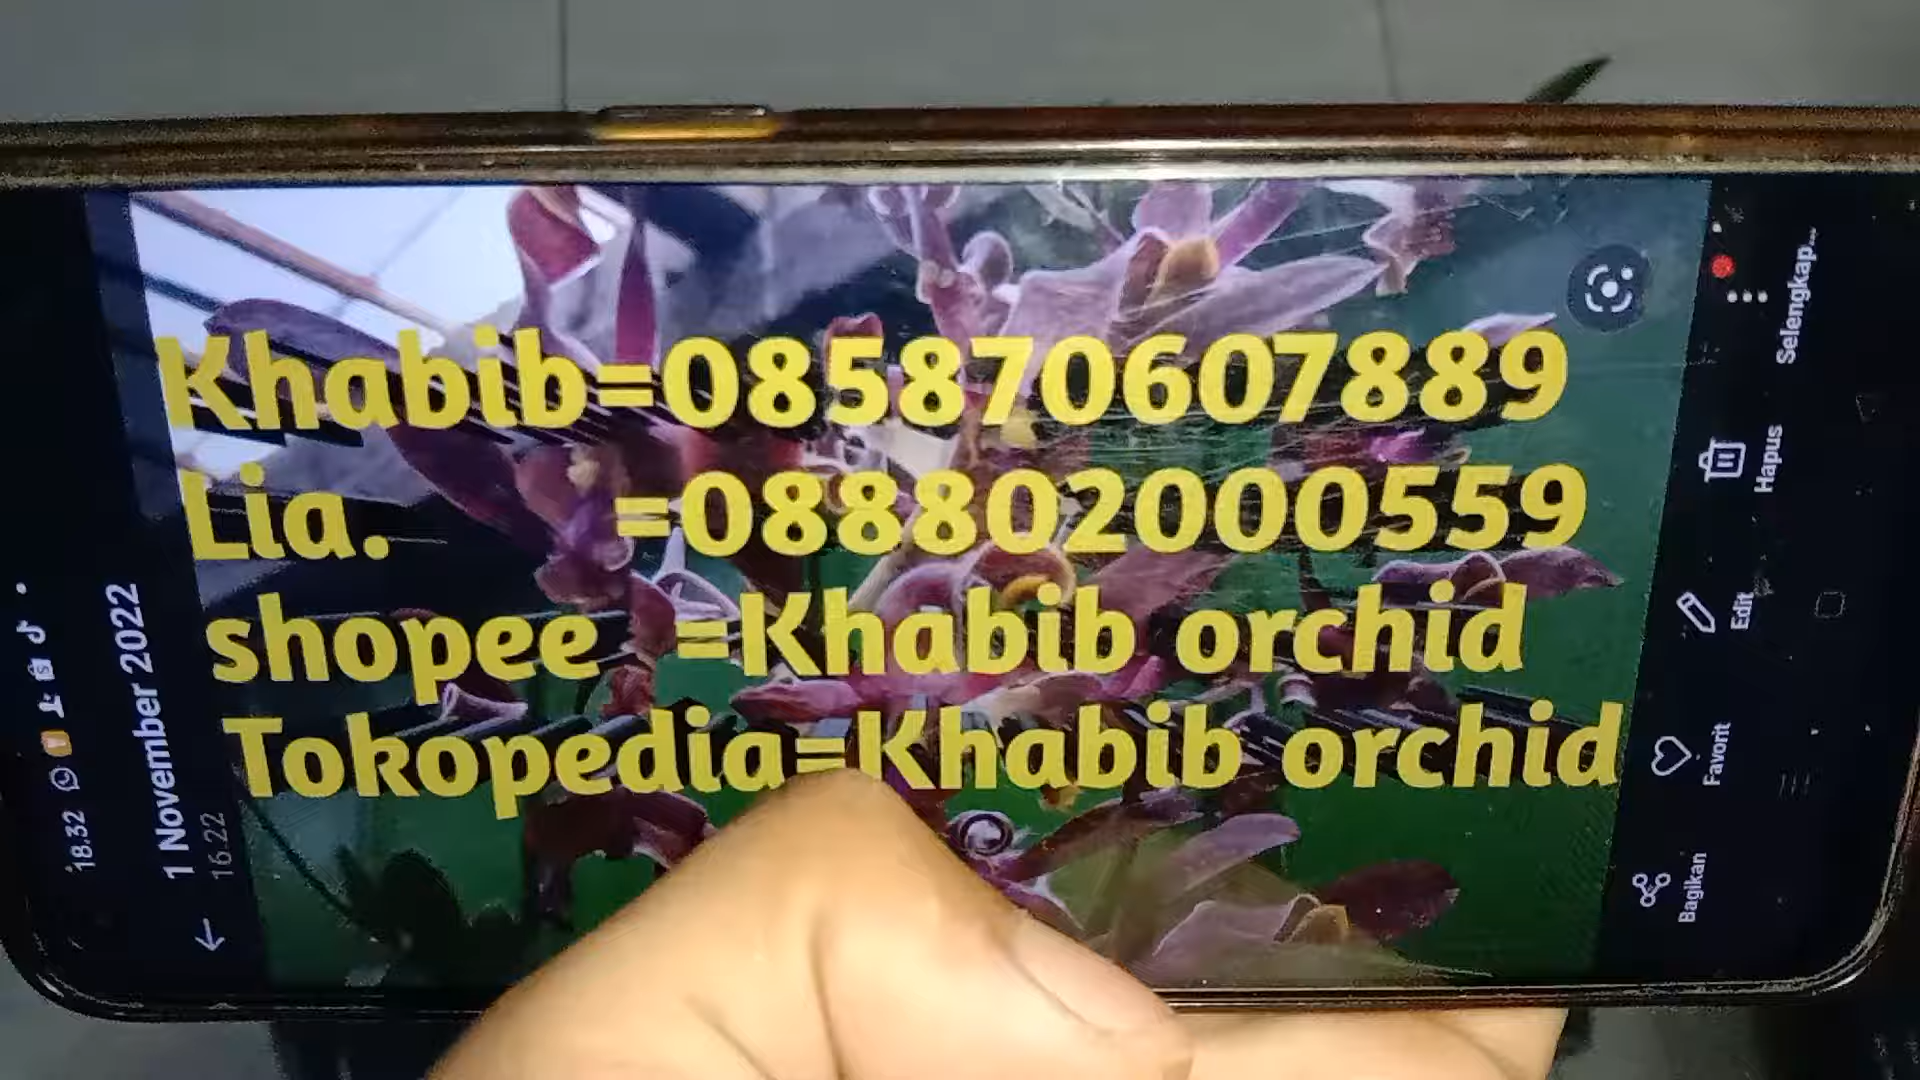 Khabib=085870607889
Lia. =088802000559
shopee =Khabib orchid
Tokopedia=Khabib orchid
18.32
1 November 2022
16.22
Bagikan
Favorit
Edit
Hapus
Selengkap...